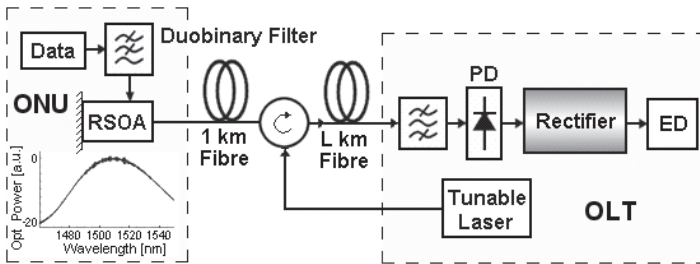 Data
Duobinary Filter
ONU
RSOA
1 km
Fibre
L km
Fibre
PD
Rectifier
ED
Tunable
Laser
OLT
Opt Power [a.u.]
0
-20
1480 1500 1520 1540
Wavelength [nm]